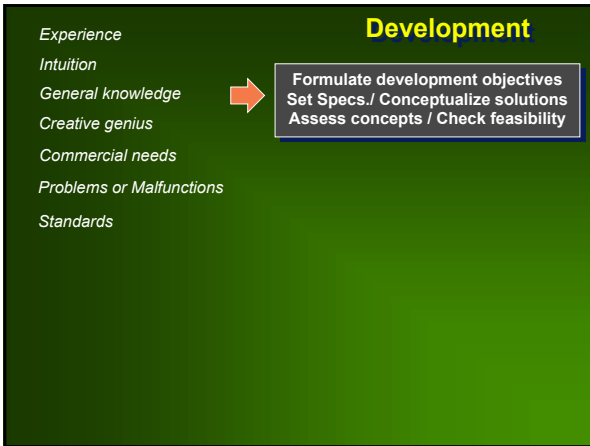 Development
Experience
Intuition
General knowledge
Creative genius
Commercial needs
Problems or Malfunctions
Standards
Formulate development objectives
Set Specs./ Conceptualize solutions
Assess concepts / Check feasibility